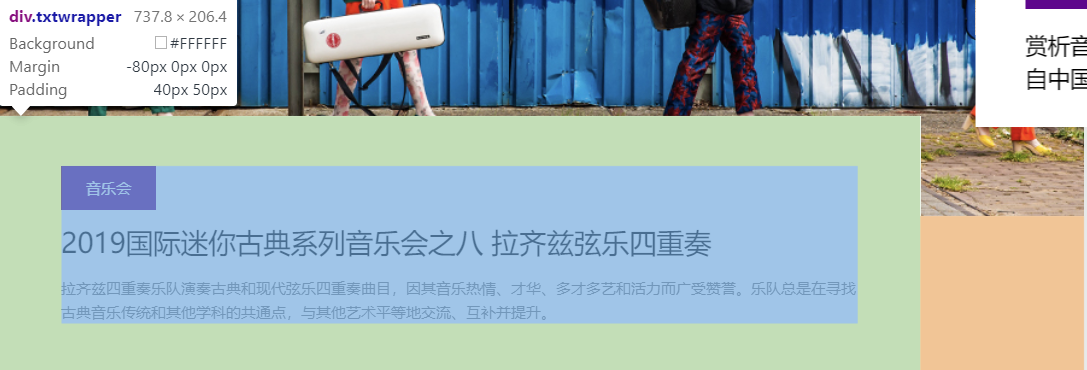 div.txtwrapper 737.8 × 206.4
Background #FFFFFF
Margin -80px 0px 0px
Padding 40px 50px
赏析音
自中国
音乐会
2019国际迷你古典系列音乐会之八 拉齐兹弦乐四重奏
拉齐兹四重奏乐队演奏古典和现代弦乐四重奏曲目，因其音乐热情、才华、多才多艺和活力而广受赞誉。乐队总是在寻找
古典音乐传统和其他学科的共通点，与其他艺术平等地交流、互补并提升。